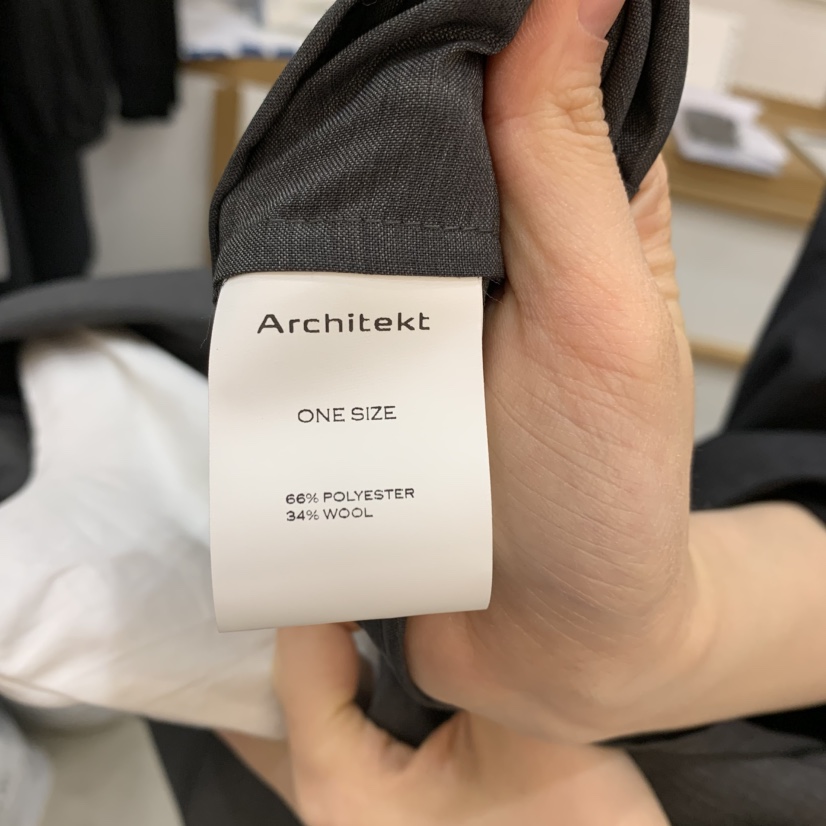 Architekt
ONE SIZE
66% POLYESTER
34% WOOL